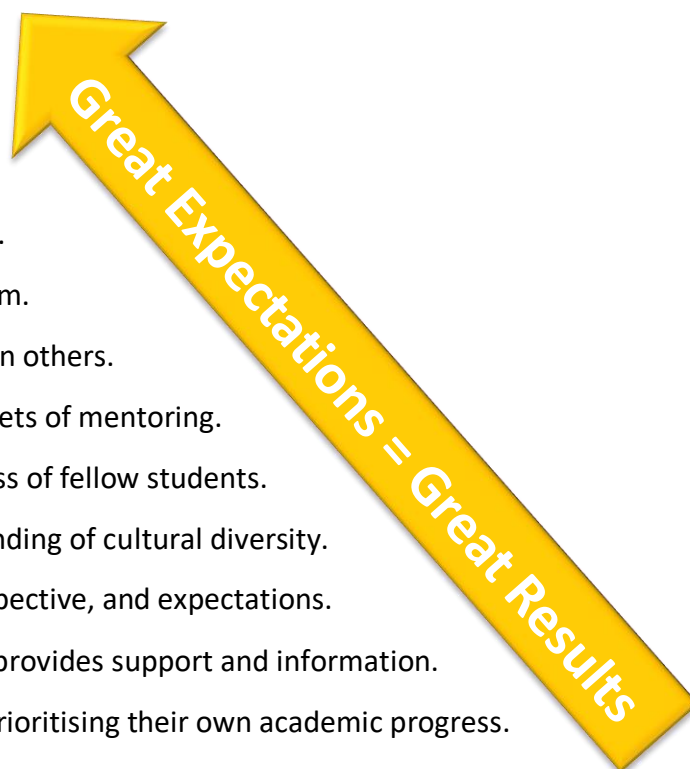 Great Expectations = Great Results
.
m.
n others.
ets of mentoring.
ss of fellow students.
nding of cultural diversity.
pective, and expectations.
provides support and information.
rioritising their own academic progress.